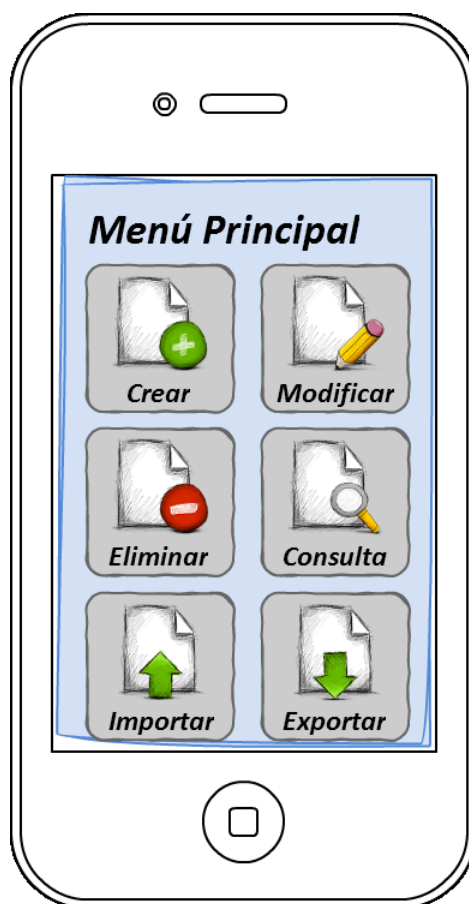 Menú Principal
Crear
Modificar
Eliminar
Consulta
Importar
Exportar